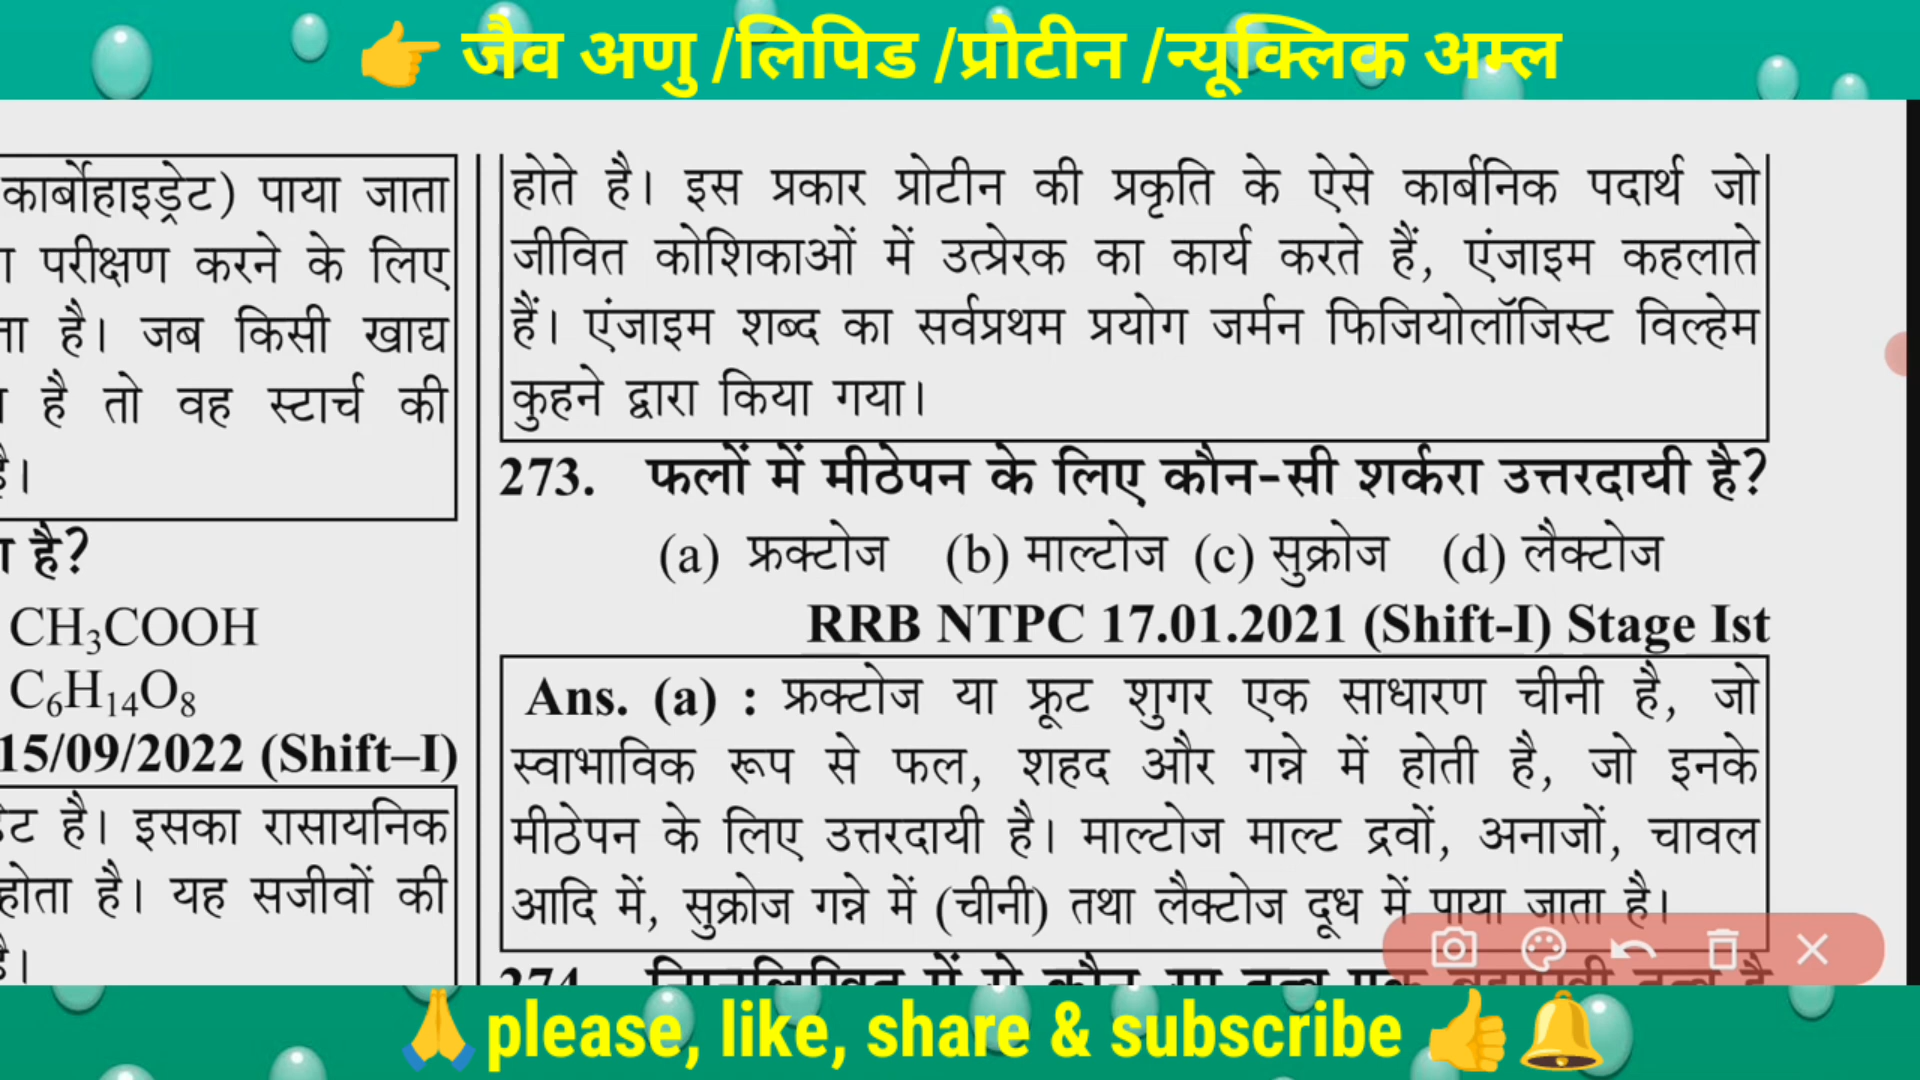 👉 जैव अणु /लिपिड /प्रोटीन /न्यूक्लिक अम्ल
कार्बोहाइड्रेट) पाया जाता
परीक्षण करने के लिए
है। जब किसी खाद्य
है तो वह स्टार्च की
है?
CH₃COOH
C₆H₁₄O₈
15/09/2022 (Shift–I)
है। इसका रासायनिक
होता है। यह सजीवों की
होते है। इस प्रकार प्रोटीन की प्रकृति के ऐसे कार्बनिक पदार्थ जो
जीवित कोशिकाओं में उत्प्रेरक का कार्य करते हैं, एंजाइम कहलाते
हैं। एंजाइम शब्द का सर्वप्रथम प्रयोग जर्मन फिजियोलॉजिस्ट विल्हेम
कुहने द्वारा किया गया।
273. फलों में मीठेपन के लिए कौन-सी शर्करा उत्तरदायी है?
(a) फ्रक्टोज (b) माल्टोज (c) सुक्रोज (d) लैक्टोज
RRB NTPC 17.01.2021 (Shift-I) Stage Ist
Ans. (a) : फ्रक्टोज या फ्रूट शुगर एक साधारण चीनी है, जो
स्वाभाविक रूप से फल, शहद और गन्ने में होती है, जो इनके
मीठेपन के लिए उत्तरदायी है। माल्टोज माल्ट द्रवों, अनाजों, चावल
आदि में, सुक्रोज गन्ने में (चीनी) तथा लैक्टोज दूध में पाया जाता है।
274.
🙏 please, like, share & subscribe 👍🔔